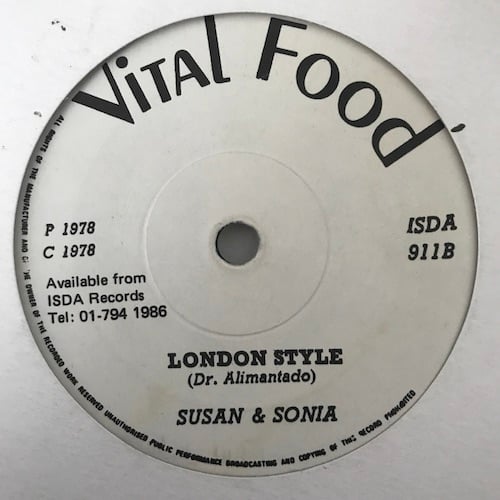 Vital Food
P 1978
C 1978
ISDA
911B
Available from
ISDA Records
Tel: 01-794 1986
LONDON STYLE
(Dr. Alimantado)
SUSAN & SONIA
ALL RIGHTS OF THE MANUFACTURER AND OWNER OF THE RECORDED WORK RESERVED UNAUTHORISED PUBLIC PERFORMANCE BROADCASTING AND COPYING OF THIS RECORD PROHIBITED